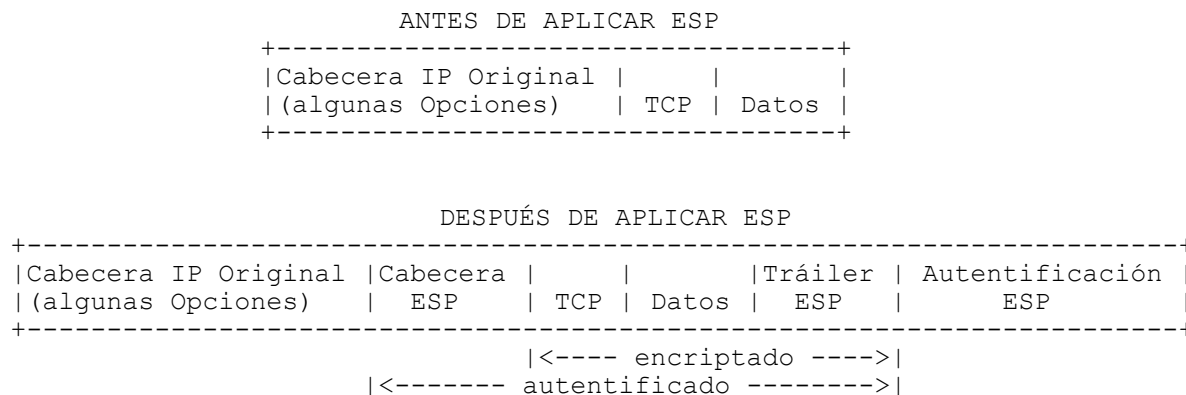 ANTES DE APLICAR ESP
+-----------------------------------+
|Cabecera IP Original | | |
|(algunas Opciones) | TCP | Datos |
+-----------------------------------+
DESPUÉS DE APLICAR ESP
+-------------------------------------------------------------------------+
|Cabecera IP Original |Cabecera | | |Tráiler | Autentificación |
|(algunas Opciones) | ESP | TCP | Datos | ESP | ESP |
+-------------------------------------------------------------------------+
|<---- encriptado ---->|
|<------- autentificado -------->|